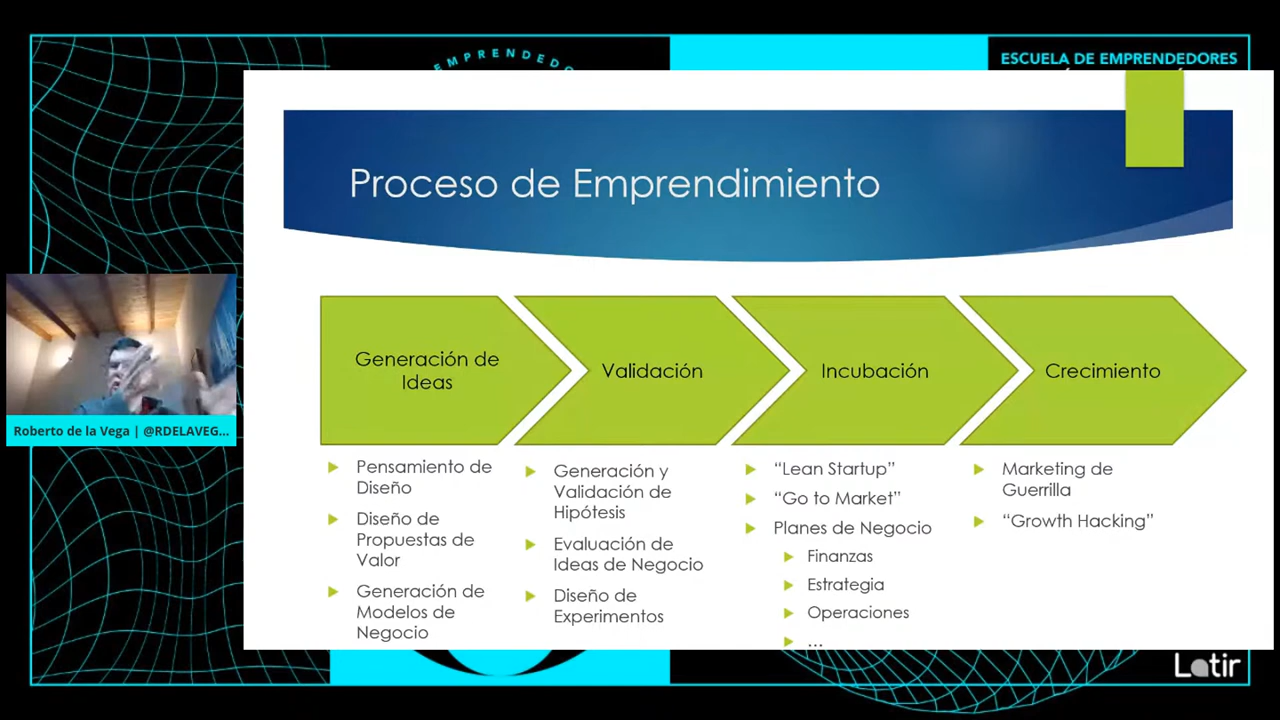 EMPRENDEDO
ESCUELA DE EMPRENDEDORES
Proceso de Emprendimiento
Generación de
Ideas
Validación
Incubación
Crecimiento
Pensamiento de
Diseño
Diseño de
Propuestas de
Valor
Generación de
Modelos de
Negocio
Generación y
Validación de
Hipótesis
Evaluación de
Ideas de Negocio
Diseño de
Experimentos
“Lean Startup”
“Go to Market”
Planes de Negocio
Finanzas
Estrategia
Operaciones
...
Marketing de
Guerrilla
“Growth Hacking”
Roberto de la Vega | @RDELAVEG...
Latir